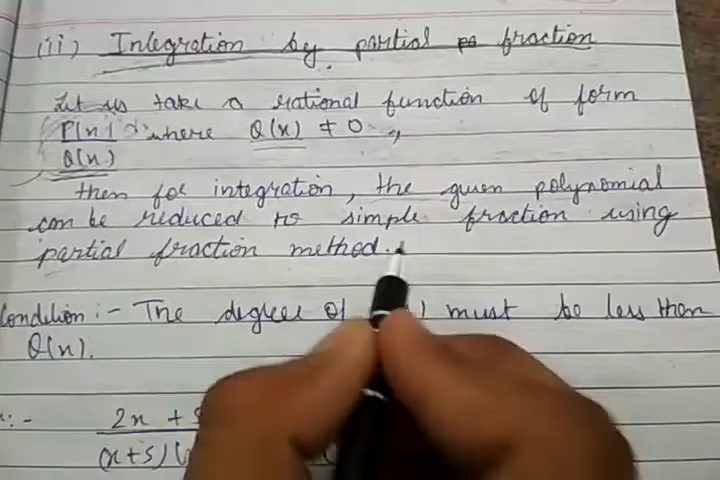 (ii) Integration by partial fraction
Let us take a rational function of form
P(x) where Q(x) ≠ 0.,
Q(x)
then for integration, the given polynomial
can be reduced to simple fraction using
partial fraction method.
Condition :- The degree of must be less then
Q(x).
:- 2x +
(x+5)(